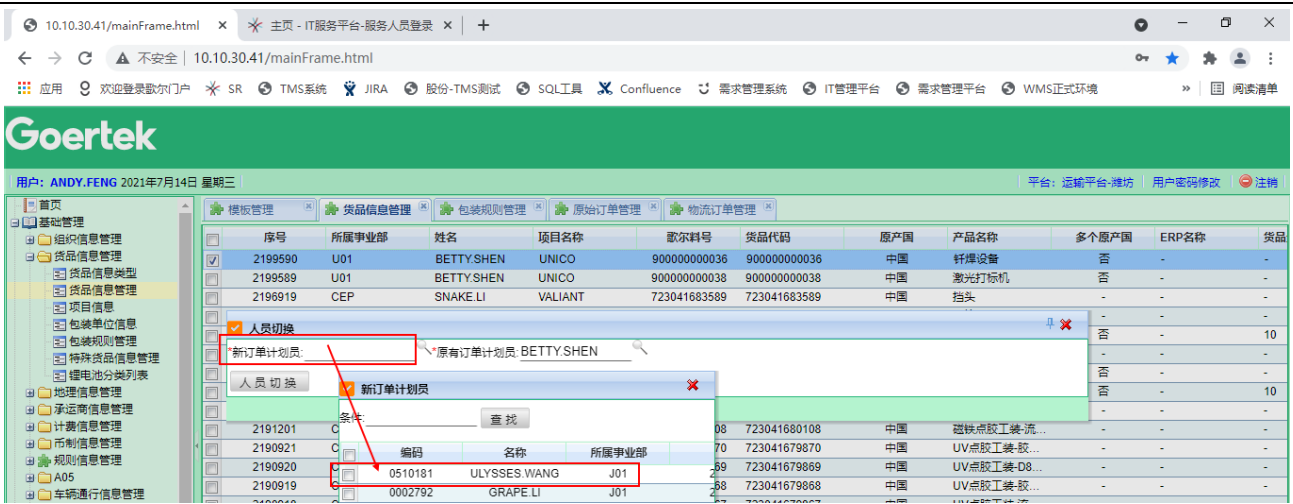 10.10.30.41/mainFrame.html
主页 - IT服务平台-服务人员登录
不安全 10.10.30.41/mainFrame.html
应用 欢迎登录歌尔门户 SR TMS系统 JIRA 股份-TMS测试 SQL工具 Confluence 需求管理系统 IT管理平台 需求管理平台 WMS正式环境 » 阅读清单
Goertek
用户: ANDY.FENG 2021年7月14日 星期三 平台: 运输平台-潍坊 用户密码修改 注销
首页
基础管理
组织信息管理
货品信息管理
货品信息类型
货品信息管理
项目信息
包装单位信息
包装规则管理
特殊货品信息管理
锂电池分类列表
地理信息管理
承运商信息管理
计费信息管理
币制信息管理
规则信息管理
A05
车辆通行信息管理
模板管理 货品信息管理 包装规则管理 原始订单管理 物流订单管理
序号 所属事业部 姓名 项目名称 歌尔料号 货品代码 原产国 产品名称 多个原产国 ERP名称 货品
2199590 U01 BETTY.SHEN UNICO 900000000036 900000000036 中国 钎焊设备 否 - -
2199589 U01 BETTY.SHEN UNICO 900000000038 900000000038 中国 激光打标机 否 - -
2196919 CEP SNAKE.LI VALIANT 723041683589 723041683589 中国 挡头 - - -
- - -
否 - 10
- - -
否 - -
否 - 10
- - -
人员切换
*新订单计划员: *原有订单计划员: BETTY.SHEN
人员切换
新订单计划员
条件: 查找
编码 名称 所属事业部
0510181 ULYSSES.WANG J01
0002792 GRAPE.LI J01
2191201 C 08 723041680108 中国 磁铁点胶工装-流... - - -
2190921 C 70 723041679870 中国 UV点胶工装-胶... - - -
2190920 C 269 723041679869 中国 UV点胶工装-D8... - - -
2190919 C 268 723041679868 中国 UV点胶工装-胶... - - -